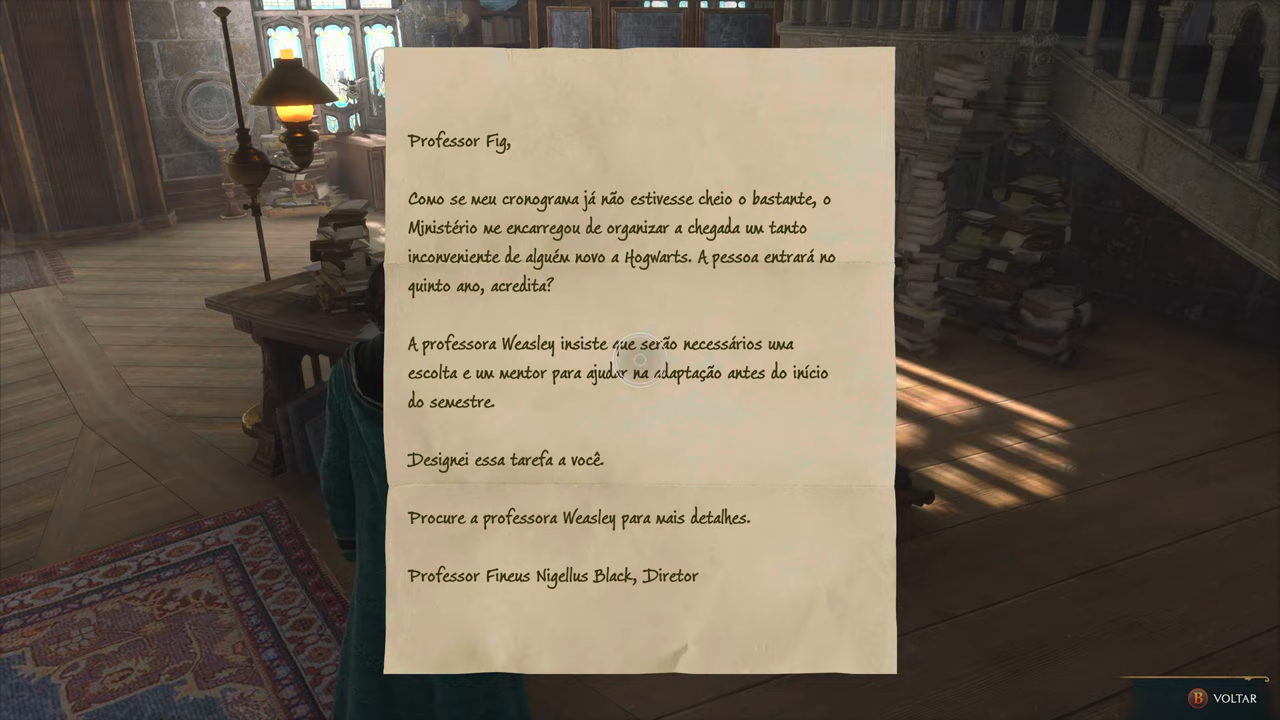 Professor Fig,
Como se meu cronograma já não estivesse cheio o bastante, o
Ministério me encarregou de organizar a chegada um tanto
inconveniente de alguém novo a Hogwarts. A pessoa entrará no
quinto ano, acredita?
A professora Weasley insiste que serão necessários uma
escolta e um mentor para ajudar na adaptação antes do início
do semestre.
Designei essa tarefa a você.
Procure a professora Weasley para mais detalhes.
Professor Fineus Nigellus Black, Diretor
B VOLTAR